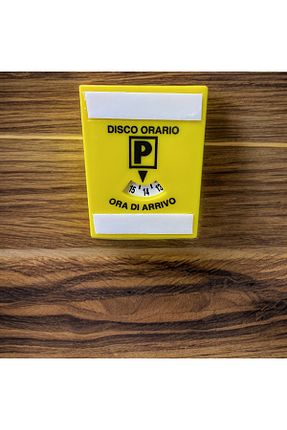 DISCO ORARIO
P
15 14 13
ORA DI ARRIVO